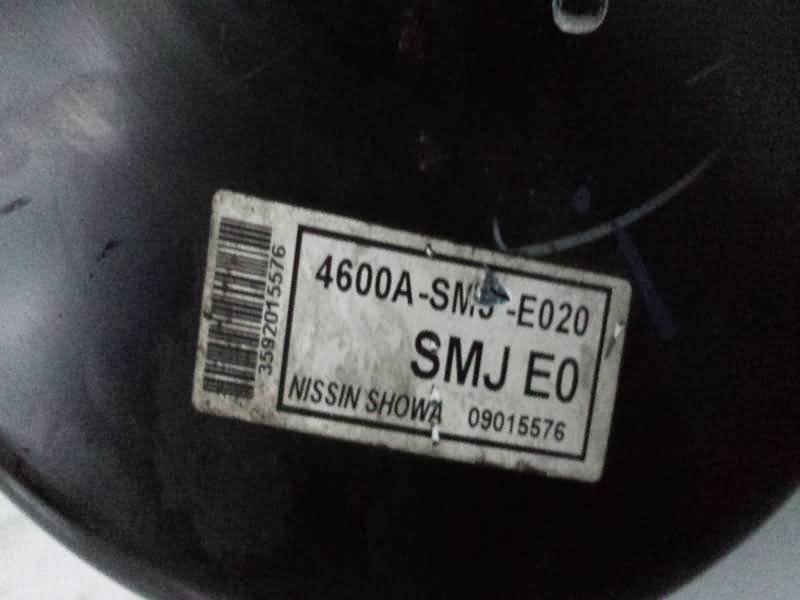 3592015576
4600A-SMJ-E020
SMJ E0
NISSIN SHOWA 09015576